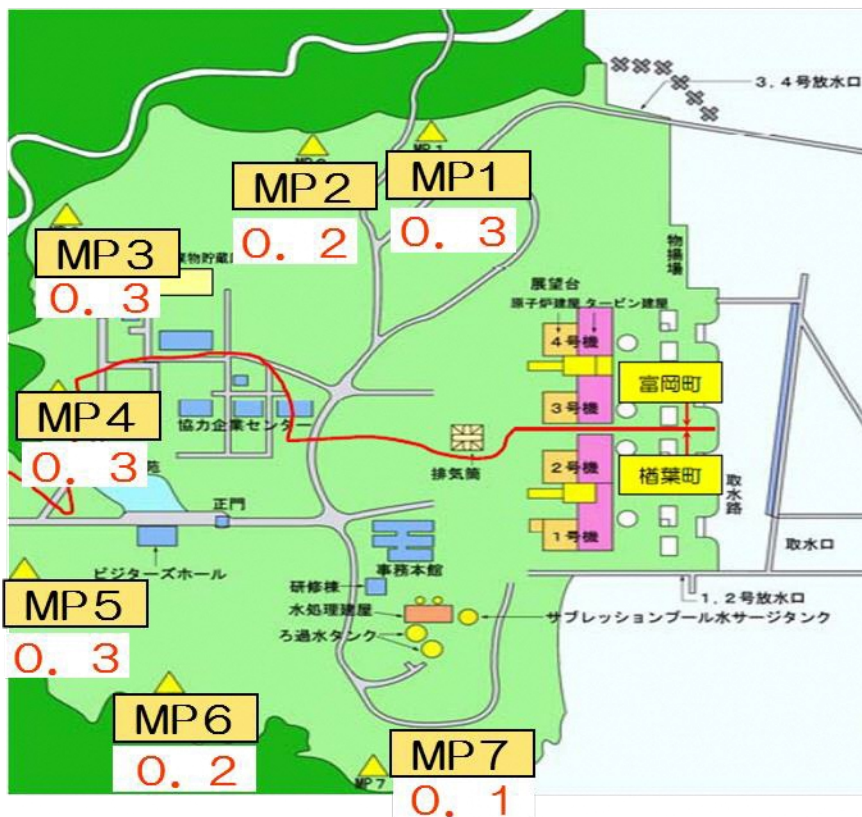 3,4号放水口
MP1
MP2
MP1
0.3
0.2
MP3
物貯蔵
0.3
物揚場
展望台
原子炉建屋
タービン建屋
4号機
富岡町
3号機
MP4
協力企業センター
0.3
排気筒
2号機
楢葉町
取水路
正門
1号機
取水口
ビジターズホール
事務本館
MP5
研修棟
1,2号放水口
水処理建屋
サプレッションプール水サージタンク
0.3
ろ過水タンク
MP6
0.2
MP7
MP7
0.1